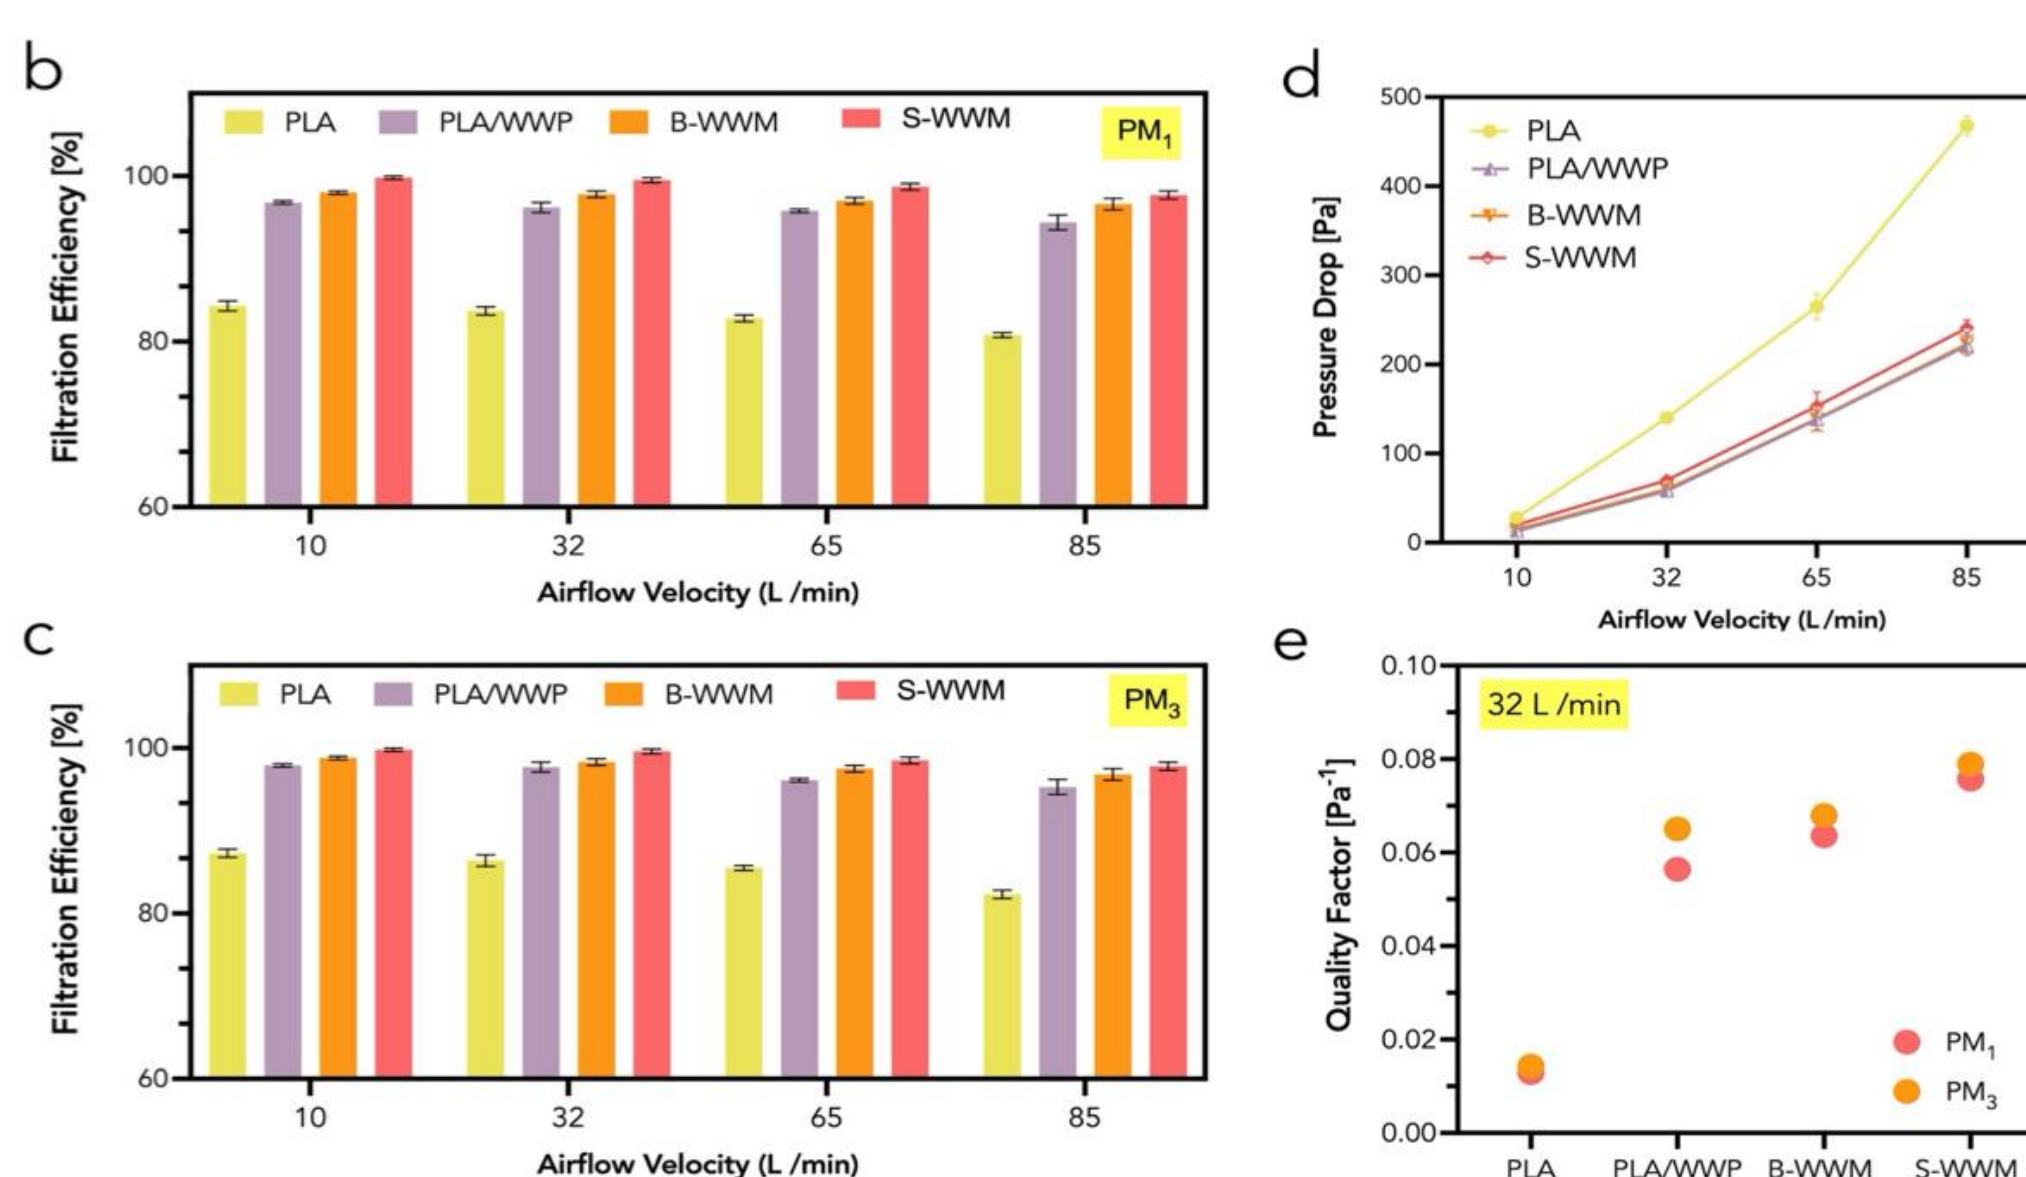 b
PLA PLA/WWP B-WWM S-WWM PM1
Filtration Efficiency [%]
100
80
60
10 32 65 85
Airflow Velocity (L /min)
c
PLA PLA/WWP B-WWM S-WWM PM3
Filtration Efficiency [%]
100
80
60
10 32 65 85
Airflow Velocity (L /min)
d
PLA
PLA/WWP
B-WWM
S-WWM
Pressure Drop [Pa]
500
400
300
200
100
0
10 32 65 85
Airflow Velocity (L /min)
e
32 L /min
Quality Factor [Pa-1]
0.10
0.08
0.06
0.04
0.02
0.00
PM1
PM3
PLA PLA/WWP B-WWM S-WWM